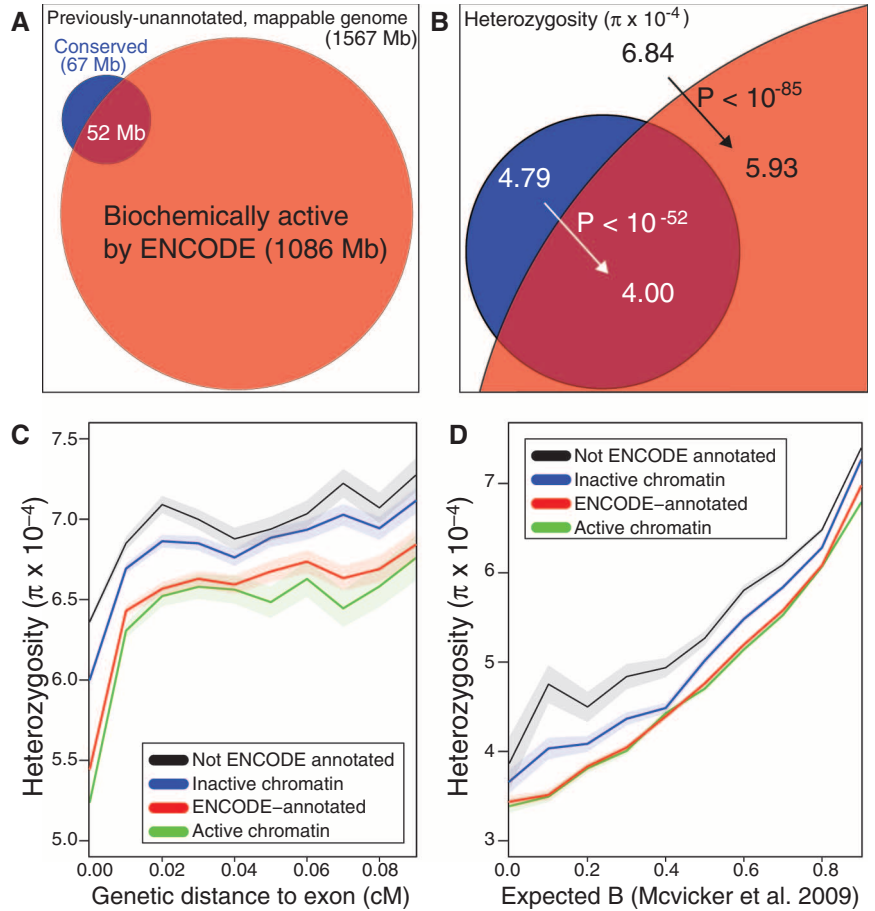 A
Previously-unannotated, mappable genome
(1567 Mb)
Conserved
(67 Mb)
52 Mb
Biochemically active
by ENCODE (1086 Mb)
B
Heterozygosity (π x 10⁻⁴)
6.84
P < 10⁻⁸⁵
5.93
4.79
P < 10⁻⁵²
4.00
C
Heterozygosity (π x 10⁻⁴)
7.5
7.0
6.5
6.0
5.5
5.0
Not ENCODE annotated
Inactive chromatin
ENCODE–annotated
Active chromatin
0.00
0.02
0.04
0.06
0.08
Genetic distance to exon (cM)
D
Heterozygosity (π x 10⁻⁴)
7
6
5
4
3
Not ENCODE annotated
Inactive chromatin
ENCODE–annotated
Active chromatin
0.0
0.2
0.4
0.6
0.8
Expected B (Mcvicker et al. 2009)